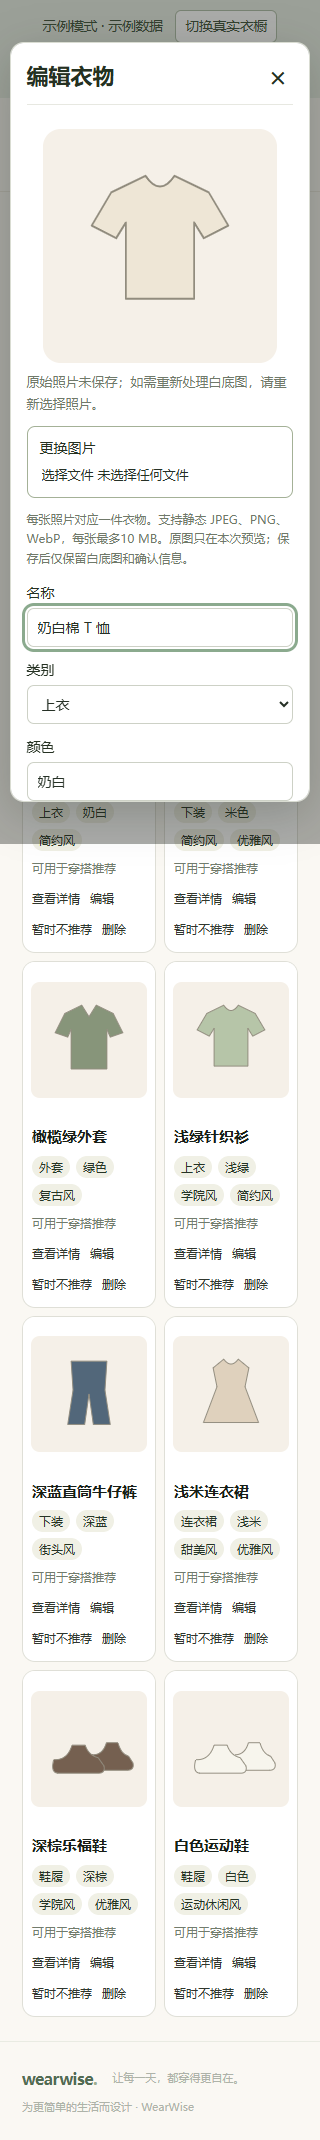 示例模式 · 示例数据 切换真实衣橱
编辑衣物
原始照片未保存；如需重新处理白底图，请重
新选择照片。
更换图片
选择文件 未选择任何文件
每张照片对应一件衣物。支持静态 JPEG、PNG、
WebP，每张最多10 MB。原图只在本次预览；保
存后仅保留白底图和确认信息。
名称
奶白棉 T 恤
类别
上衣
颜色
奶白
上衣 奶白
简约风
可用于穿搭推荐
查看详情 编辑
暂时不推荐 删除
下装 米色
简约风 优雅风
可用于穿搭推荐
查看详情 编辑
暂时不推荐 删除
橄榄绿外套
外套 绿色
复古风
可用于穿搭推荐
查看详情 编辑
暂时不推荐 删除
浅绿针织衫
上衣 浅绿
学院风 简约风
可用于穿搭推荐
查看详情 编辑
暂时不推荐 删除
深蓝直筒牛仔裤
下装 深蓝
街头风
可用于穿搭推荐
查看详情 编辑
暂时不推荐 删除
浅米连衣裙
连衣裙 浅米
甜美风 优雅风
可用于穿搭推荐
查看详情 编辑
暂时不推荐 删除
深棕乐福鞋
鞋履 深棕
学院风 优雅风
可用于穿搭推荐
查看详情 编辑
暂时不推荐 删除
白色运动鞋
鞋履 白色
运动休闲风
可用于穿搭推荐
查看详情 编辑
暂时不推荐 删除
wearwise. 让每一天，都穿得更自在。
为更简单的生活而设计 · WearWise